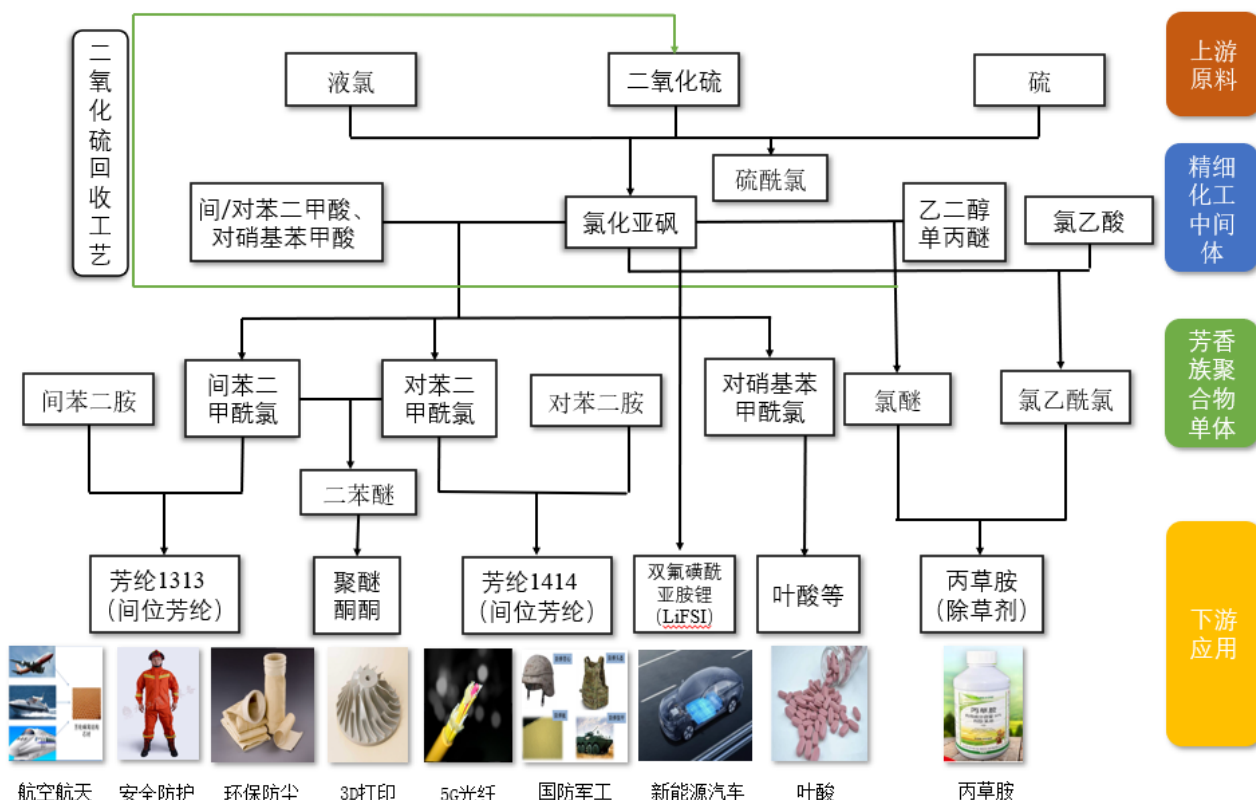 二氧化硫回收工艺
液氯
二氧化硫
硫
上游
原料
硫酰氯
间/对苯二甲酸、
对硝基苯甲酸
氯化亚砜
乙二醇
单丙醚
氯乙酸
精细
化工
中间
体
间苯二胺
间苯二
甲酰氯
对苯二
甲酰氯
对苯二胺
对硝基苯
甲酰氯
氯醚
氯乙酰氯
芳香
族聚
合物
单体
二苯醚
芳纶1313
（间位芳纶）
聚醚
酮酮
芳纶1414
（间位芳纶）
双氟磺酰
亚胺锂
(LiFSI)
叶酸等
丙草胺
（除草剂）
下游
应用
丙草胺
航空航天
安全防护
环保防尘
3D打印
5G光纤
国防军工
新能源汽车
叶酸
丙草胺